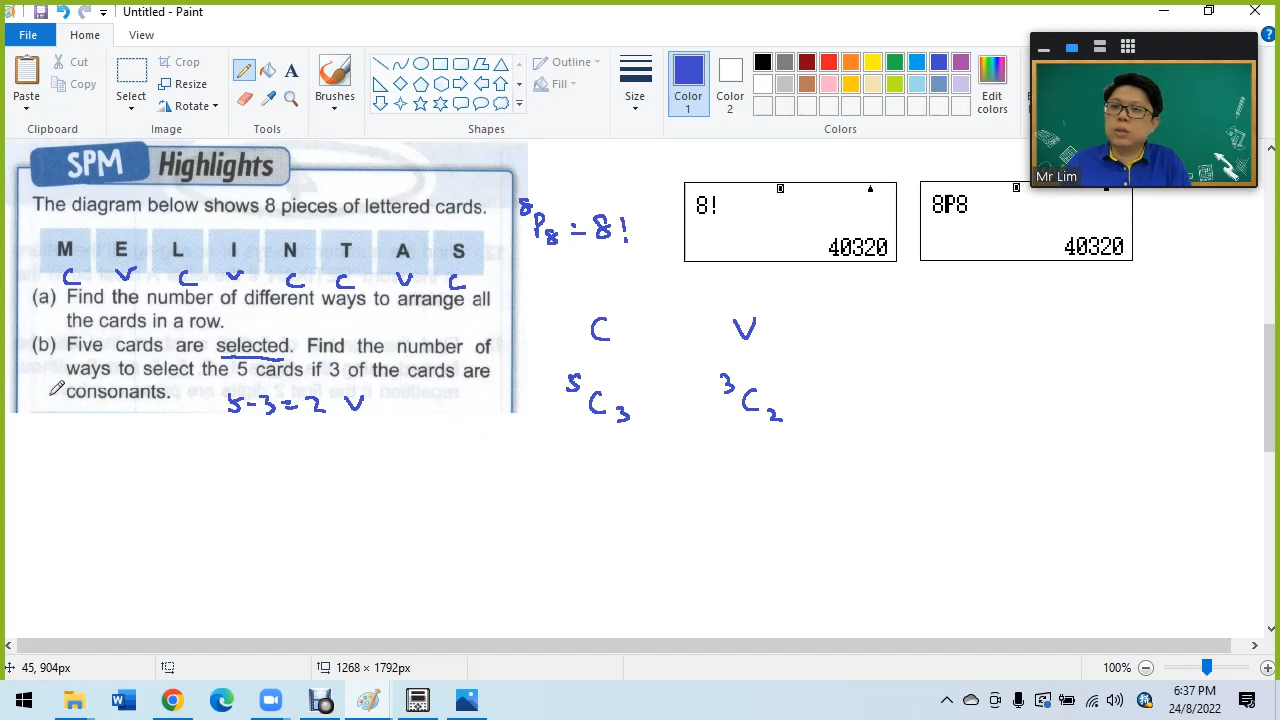 Untitled - Paint
File Home View
Paste
Cut
Copy
Clipboard
Select
Crop
Resize
Rotate
Image
Tools
Brushes
Outline
Fill
Shapes
Size
Color 1
Color 2
Edit colors
Colors
Mr Lim
SPM Highlights
The diagram below shows 8 pieces of lettered cards.
M E L I N T A S
C V C V C C V C
(a) Find the number of different ways to arrange all
the cards in a row.
(b) Five cards are selected. Find the number of
ways to select the 5 cards if 3 of the cards are
consonants.
5-3=2 V
8P8 = 8!
8!
40320
8P8
40320
C V
5C3 3C2
45, 904px
1268 × 1792px
100%
6:37 PM
24/8/2022